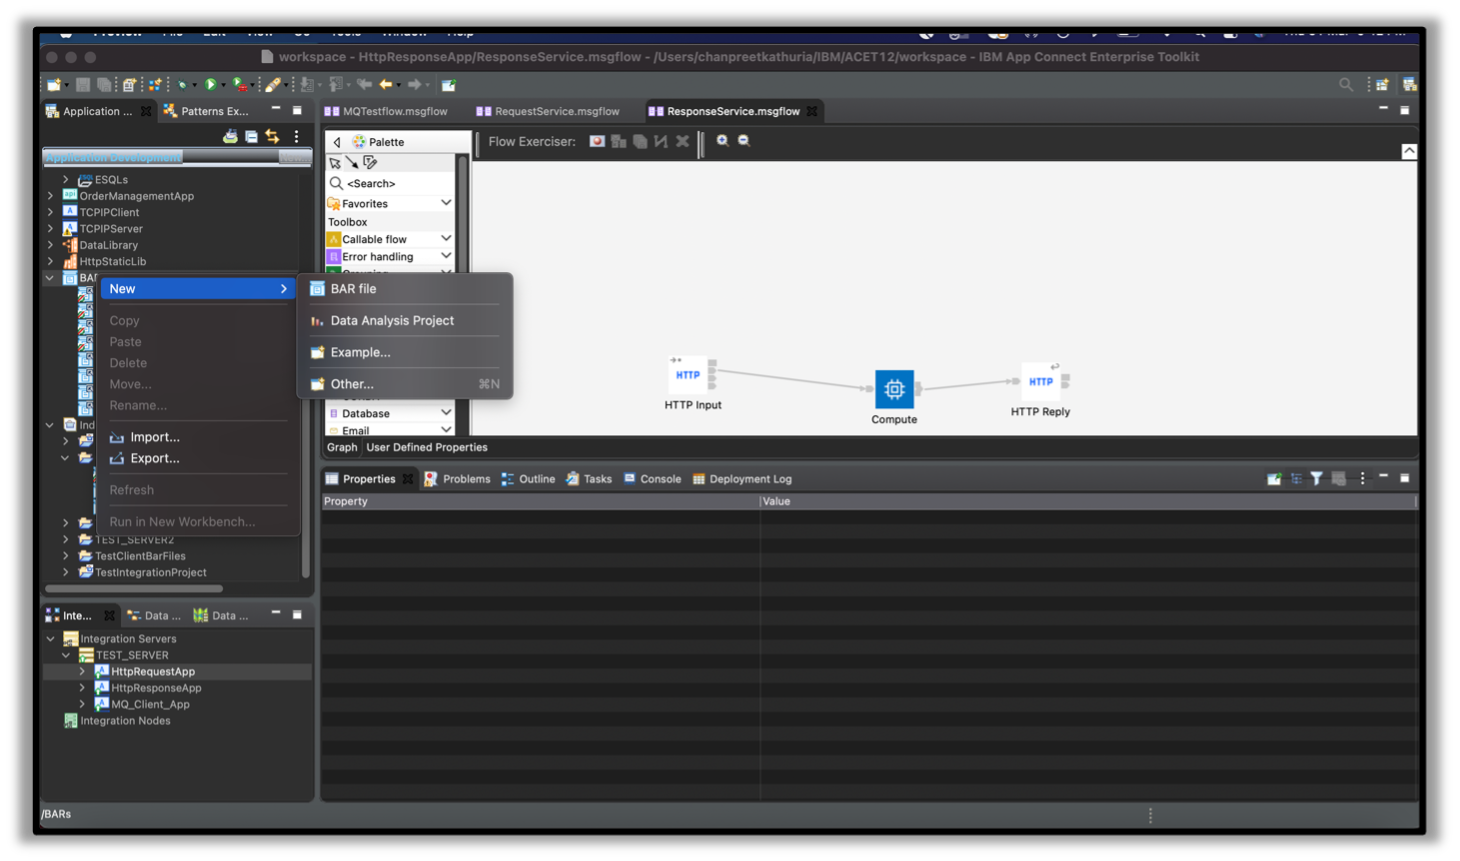 workspace - HttpResponseApp/ResponseService.msgflow - /Users/chanpreetkathuria/IBM/ACET12/workspace - IBM App Connect Enterprise Toolkit
Application ...
Patterns Ex...
MQTestflow.msgflow
RequestService.msgflow
ResponseService.msgflow
Palette
Flow Exerciser:
Application Development
<Search>
ESQLs
OrderManagementApp
Favorites
TCPIPClient
Toolbox
TCPIPServer
Callable flow
DataLibrary
Error handling
HttpStaticLib
BAR
New
BAR file
Copy
Data Analysis Project
Paste
Example...
Delete
Move...
Other... ⌘N
Rename...
Database
Ind
Email
Import...
Export...
Refresh
Run in New Workbench...
TEST_SERVER2
TestClientBarFiles
TestIntegrationProject
HTTP
HTTP Input
Compute
HTTP
HTTP Reply
Graph
User Defined Properties
Properties
Problems
Outline
Tasks
Console
Deployment Log
Property
Value
Inte...
Data ...
Data ...
Integration Servers
TEST_SERVER
HttpRequestApp
HttpResponseApp
MQ_Client_App
Integration Nodes
/BARs